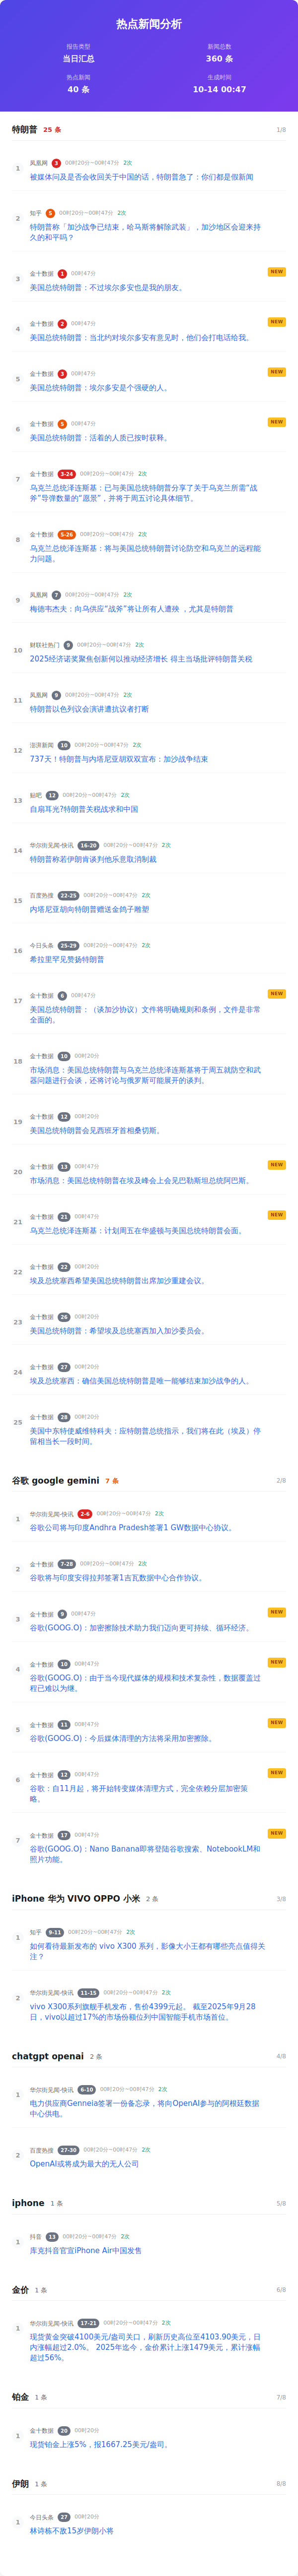 热点新闻分析
报告类型
当日汇总
新闻总数
360 条
热点新闻
40 条
生成时间
10-14 00:47
特朗普 25 条 1/8
1 凤凰网 3 00时20分~00时47分 2次
被媒体问及是否会收回关于中国的话，特朗普急了：你们都是假新闻
2 知乎 5 00时20分~00时47分 2次
特朗普称「加沙战争已结束，哈马斯将解除武装」，加沙地区会迎来持
久的和平吗？
3 金十数据 1 00时47分 NEW
美国总统特朗普：不过埃尔多安也是我的朋友。
4 金十数据 2 00时47分 NEW
美国总统特朗普：当北约对埃尔多安有意见时，他们会打电话给我。
5 金十数据 3 00时47分 NEW
美国总统特朗普：埃尔多安是个强硬的人。
6 金十数据 5 00时47分 NEW
美国总统特朗普：活着的人质已按时获释。
7 金十数据 3-24 00时20分~00时47分 2次
乌克兰总统泽连斯基：已与美国总统特朗普分享了关于乌克兰所需“战
斧”导弹数量的“愿景”，并将于周五讨论具体细节。
8 金十数据 5-26 00时20分~00时47分 2次
乌克兰总统泽连斯基：将与美国总统特朗普讨论防空和乌克兰的远程能
力问题。
9 凤凰网 7 00时20分~00时47分 2次
梅德韦杰夫：向乌供应“战斧”将让所有人遭殃 ，尤其是特朗普
10 财联社热门 9 00时20分~00时47分 2次
2025经济诺奖聚焦创新何以推动经济增长 得主当场批评特朗普关税
11 凤凰网 9 00时20分~00时47分 2次
特朗普以色列议会演讲遭抗议者打断
12 澎湃新闻 10 00时20分~00时47分 2次
737天！特朗普与内塔尼亚胡双双宣布：加沙战争结束
13 贴吧 12 00时20分~00时47分 2次
自扇耳光?特朗普关税战求和中国
14 华尔街见闻-快讯 16-20 00时20分~00时47分 2次
特朗普称若伊朗肯谈判他乐意取消制裁
15 百度热搜 22-25 00时20分~00时47分 2次
内塔尼亚胡向特朗普赠送金鸽子雕塑
16 今日头条 25-29 00时20分~00时47分 2次
希拉里罕见赞扬特朗普
17 金十数据 6 00时47分 NEW
美国总统特朗普：（谈加沙协议）文件将明确规则和条例，文件是非常
全面的。
18 金十数据 10 00时20分
市场消息：美国总统特朗普与乌克兰总统泽连斯基将于周五就防空和武
器问题进行会谈，还将讨论与俄罗斯可能展开的谈判。
19 金十数据 12 00时20分
美国总统特朗普会见西班牙首相桑切斯。
20 金十数据 13 00时47分 NEW
市场消息：美国总统特朗普在埃及峰会上会见巴勒斯坦总统阿巴斯。
21 金十数据 21 00时47分 NEW
乌克兰总统泽连斯基：计划周五在华盛顿与美国总统特朗普会面。
22 金十数据 22 00时20分
埃及总统塞西希望美国总统特朗普出席加沙重建会议。
23 金十数据 26 00时20分
美国总统特朗普：希望埃及总统塞西加入加沙委员会。
24 金十数据 27 00时20分
埃及总统塞西：确信美国总统特朗普是唯一能够结束加沙战争的人。
25 金十数据 28 00时20分
美国中东特使威维特科夫：应特朗普总统指示，我们将在此（埃及）停
留相当长一段时间。
谷歌 google gemini 7 条 2/8
1 华尔街见闻-快讯 2-6 00时20分~00时47分 2次
谷歌公司将与印度Andhra Pradesh签署1 GW数据中心协议。
2 金十数据 7-28 00时20分~00时47分 2次
谷歌将与印度安得拉邦签署1吉瓦数据中心合作协议。
3 金十数据 9 00时47分 NEW
谷歌(GOOG.O)：加密擦除技术助力我们迈向更可持续、循环经济。
4 金十数据 10 00时47分 NEW
谷歌(GOOG.O)：由于当今现代媒体的规模和技术复杂性，数据覆盖过
程已难以为继。
5 金十数据 11 00时47分 NEW
谷歌(GOOG.O)：今后媒体清理的方法将采用加密擦除。
6 金十数据 12 00时47分 NEW
谷歌：自11月起，将开始转变媒体清理方式，完全依赖分层加密策
略。
7 金十数据 17 00时47分 NEW
谷歌(GOOG.O)：Nano Banana即将登陆谷歌搜索、NotebookLM和
照片功能。
iPhone 华为 VIVO OPPO 小米 2 条 3/8
1 知乎 9-11 00时20分~00时47分 2次
如何看待最新发布的 vivo X300 系列，影像大小王都有哪些亮点值得关
注？
2 华尔街见闻-快讯 11-15 00时20分~00时47分 2次
vivo X300系列旗舰手机发布，售价4399元起。 截至2025年9月28
日，vivo以超过17%的市场份额位列中国智能手机市场首位。
chatgpt openai 2 条 4/8
1 华尔街见闻-快讯 6-10 00时20分~00时47分 2次
电力供应商Genneia签署一份备忘录，将向OpenAI参与的阿根廷数据
中心供电。
2 百度热搜 27-30 00时20分~00时47分 2次
OpenAI或将成为最大的无人公司
iphone 1 条 5/8
1 抖音 13 00时20分~00时47分 2次
库克抖音官宣iPhone Air中国发售
金价 1 条 6/8
1 华尔街见闻-快讯 17-21 00时20分~00时47分 2次
现货黄金突破4100美元/盎司关口，刷新历史高位至4103.90美元，日
内涨幅超过2.0%。 2025年迄今，金价累计上涨1479美元，累计涨幅
超过56%。
铂金 1 条 7/8
1 金十数据 20 00时20分
现货铂金上涨5%，报1667.25美元/盎司。
伊朗 1 条 8/8
1 今日头条 27 00时20分
林诗栋不敌15岁伊朗小将